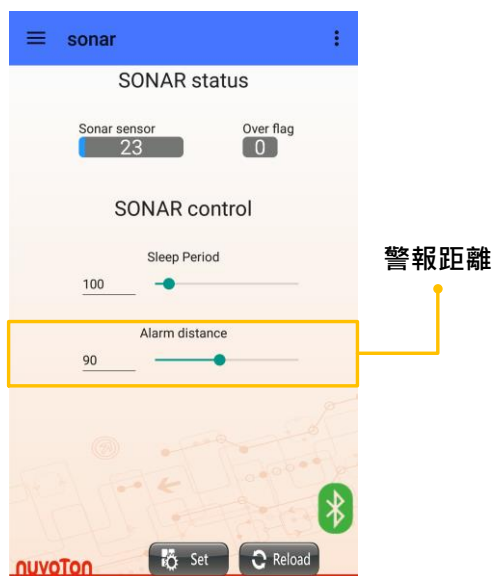 sonar
SONAR status
Sonar sensor
Over flag
23
0
SONAR control
Sleep Period
100
警報距離
Alarm distance
90
nuvoTon
Set
Reload